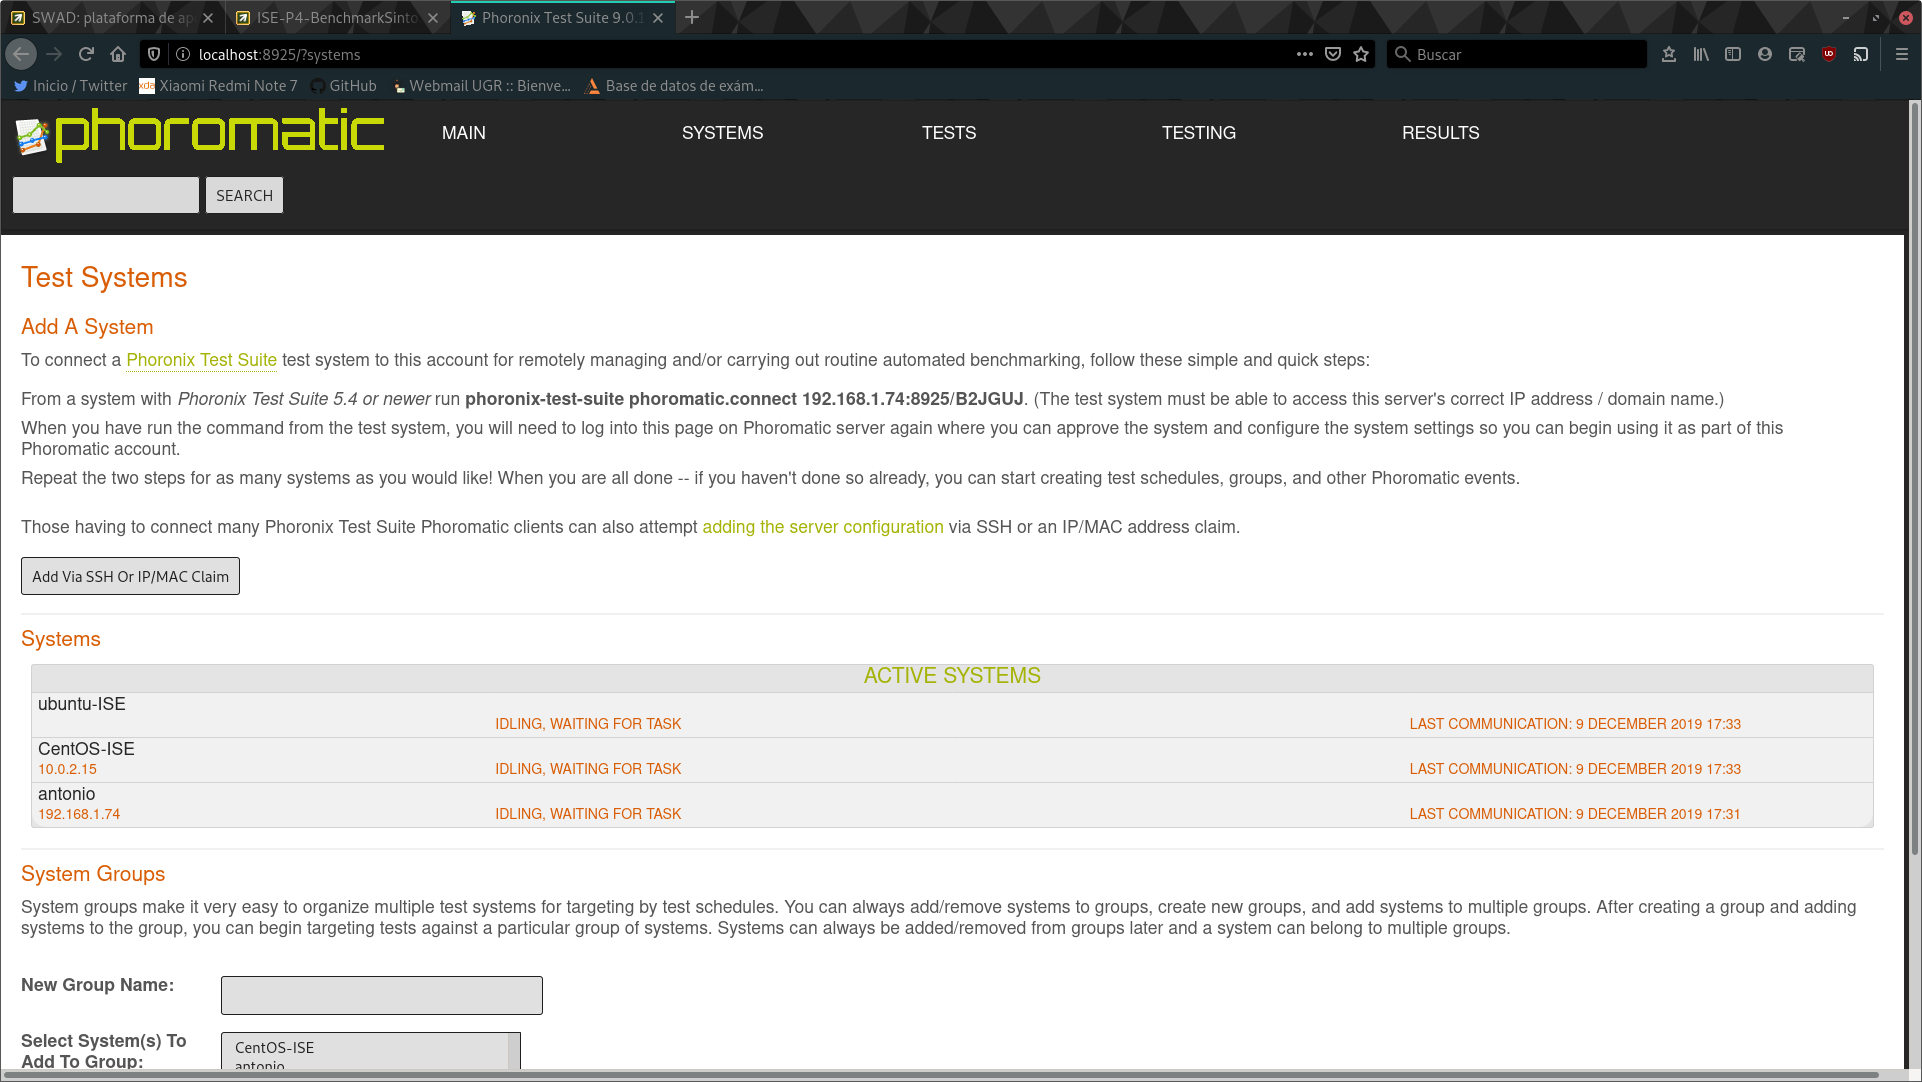 SWAD: plataforma de ap
ISE-P4-BenchmarkSinto
Phoronix Test Suite 9.0.1
localhost:8925/?systems
Buscar
Inicio / Twitter
Xiaomi Redmi Note 7
GitHub
Webmail UGR :: Bienve...
Base de datos de exám...
phoromatic
MAIN
SYSTEMS
TESTS
TESTING
RESULTS
SEARCH
Test Systems
Add A System
To connect a Phoronix Test Suite test system to this account for remotely managing and/or carrying out routine automated benchmarking, follow these simple and quick steps:
From a system with Phoronix Test Suite 5.4 or newer run phoronix-test-suite phoromatic.connect 192.168.1.74:8925/B2JGUJ. (The test system must be able to access this server's correct IP address / domain name.)
When you have run the command from the test system, you will need to log into this page on Phoromatic server again where you can approve the system and configure the system settings so you can begin using it as part of this
Phoromatic account.
Repeat the two steps for as many systems as you would like! When you are all done -- if you haven't done so already, you can start creating test schedules, groups, and other Phoromatic events.
Those having to connect many Phoronix Test Suite Phoromatic clients can also attempt adding the server configuration via SSH or an IP/MAC address claim.
Add Via SSH Or IP/MAC Claim
Systems
ACTIVE SYSTEMS
ubuntu-ISE
IDLING, WAITING FOR TASK
LAST COMMUNICATION: 9 DECEMBER 2019 17:33
CentOS-ISE
10.0.2.15
IDLING, WAITING FOR TASK
LAST COMMUNICATION: 9 DECEMBER 2019 17:33
antonio
192.168.1.74
IDLING, WAITING FOR TASK
LAST COMMUNICATION: 9 DECEMBER 2019 17:31
System Groups
System groups make it very easy to organize multiple test systems for targeting by test schedules. You can always add/remove systems to groups, create new groups, and add systems to multiple groups. After creating a group and adding
systems to the group, you can begin targeting tests against a particular group of systems. Systems can always be added/removed from groups later and a system can belong to multiple groups.
New Group Name:
Select System(s) To
Add To Group:
CentOS-ISE
antonio